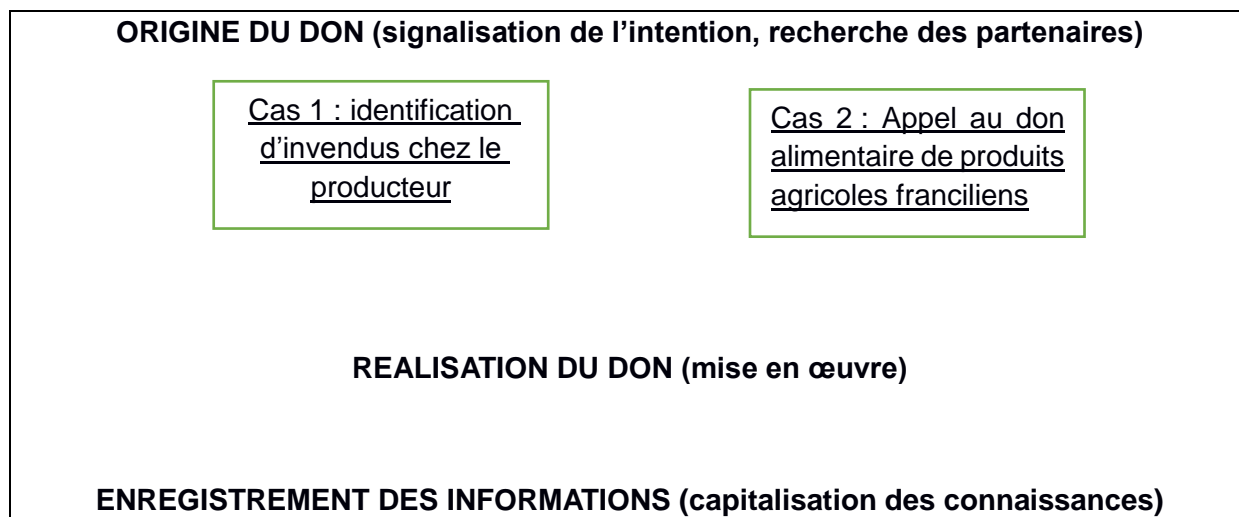 ORIGINE DU DON (signalisation de l’intention, recherche des partenaires)
Cas 1 : identification
d’invendus chez le
producteur
Cas 2 : Appel au don
alimentaire de produits
agricoles franciliens
REALISATION DU DON (mise en œuvre)
ENREGISTREMENT DES INFORMATIONS (capitalisation des connaissances)